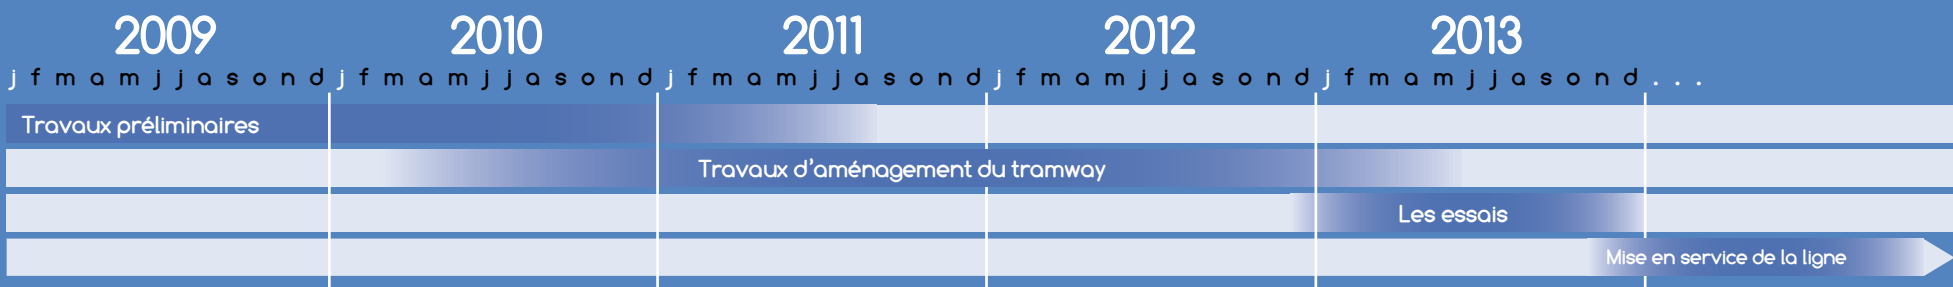 2009 2010 2011 2012 2013
j f m a m j j a s o n d j f m a m j j a s o n d j f m a m j j a s o n d j f m a m j j a s o n d j f m a m j j a s o n d . . .
Travaux préliminaires
Travaux d'aménagement du tramway
Les essais
Mise en service de la ligne